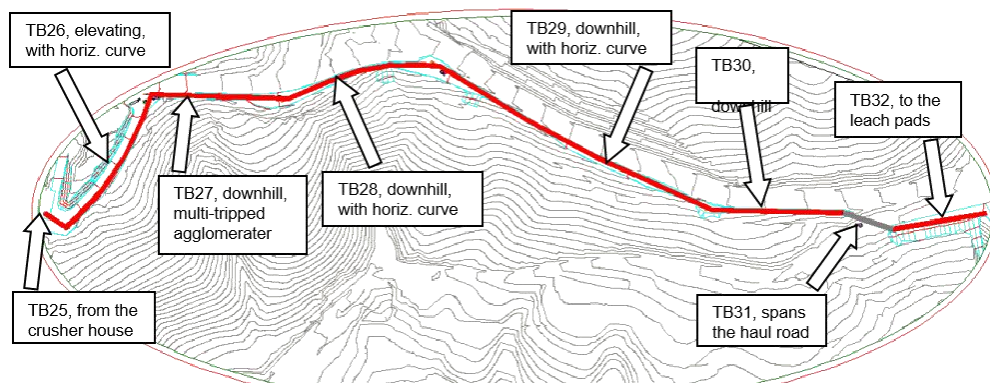 TB26, elevating,
with horiz. curve
TB29, downhill,
with horiz. curve
TB30,
downhill
TB32, to the
leach pads
TB27, downhill,
multi-tripped
agglomerater
TB28, downhill,
with horiz. curve
TB25, from the
crusher house
TB31, spans
the haul road